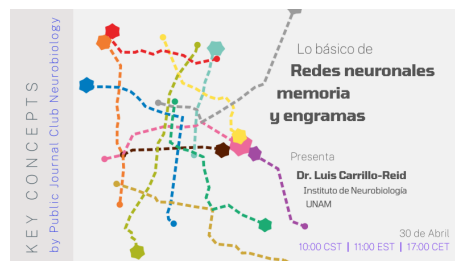 KEY CONCEPTS
by Public Journal Club Neurobiology
Lo básico de
Redes neuronales
memoria
y engramas
Presenta
Dr. Luis Carrillo-Reid
Instituto de Neurobiología
UNAM
30 de Abril
10:00 CST | 11:00 EST | 17:00 CET